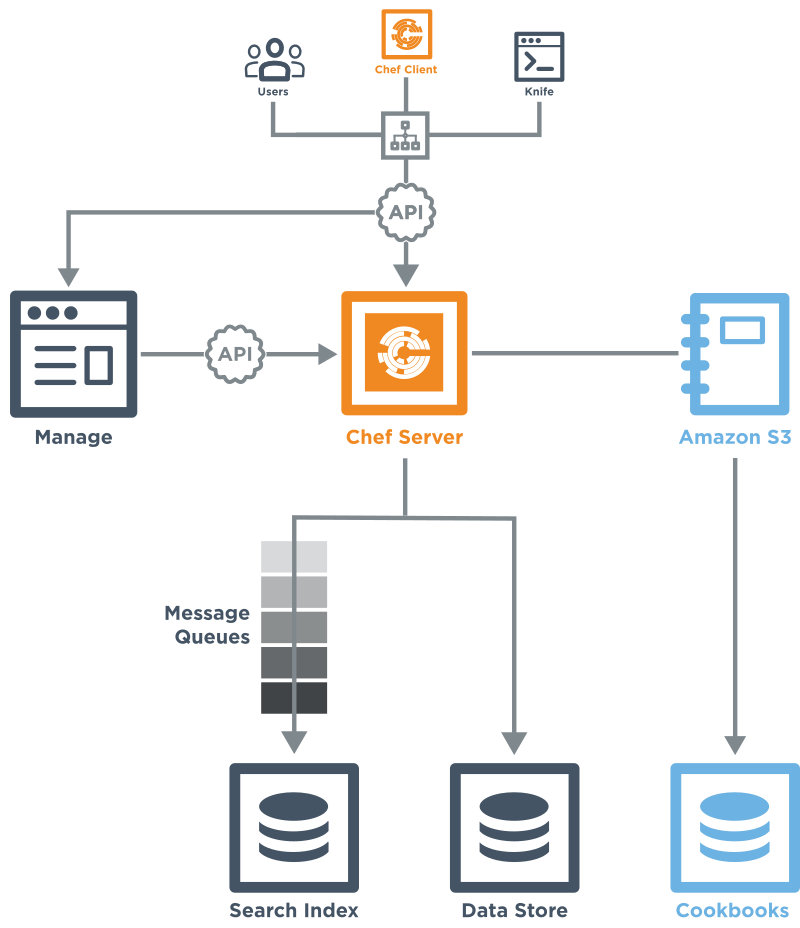 Chef Client
Users
Knife
API
API
Manage
Chef Server
Amazon S3
Message
Queues
Search Index
Data Store
Cookbooks